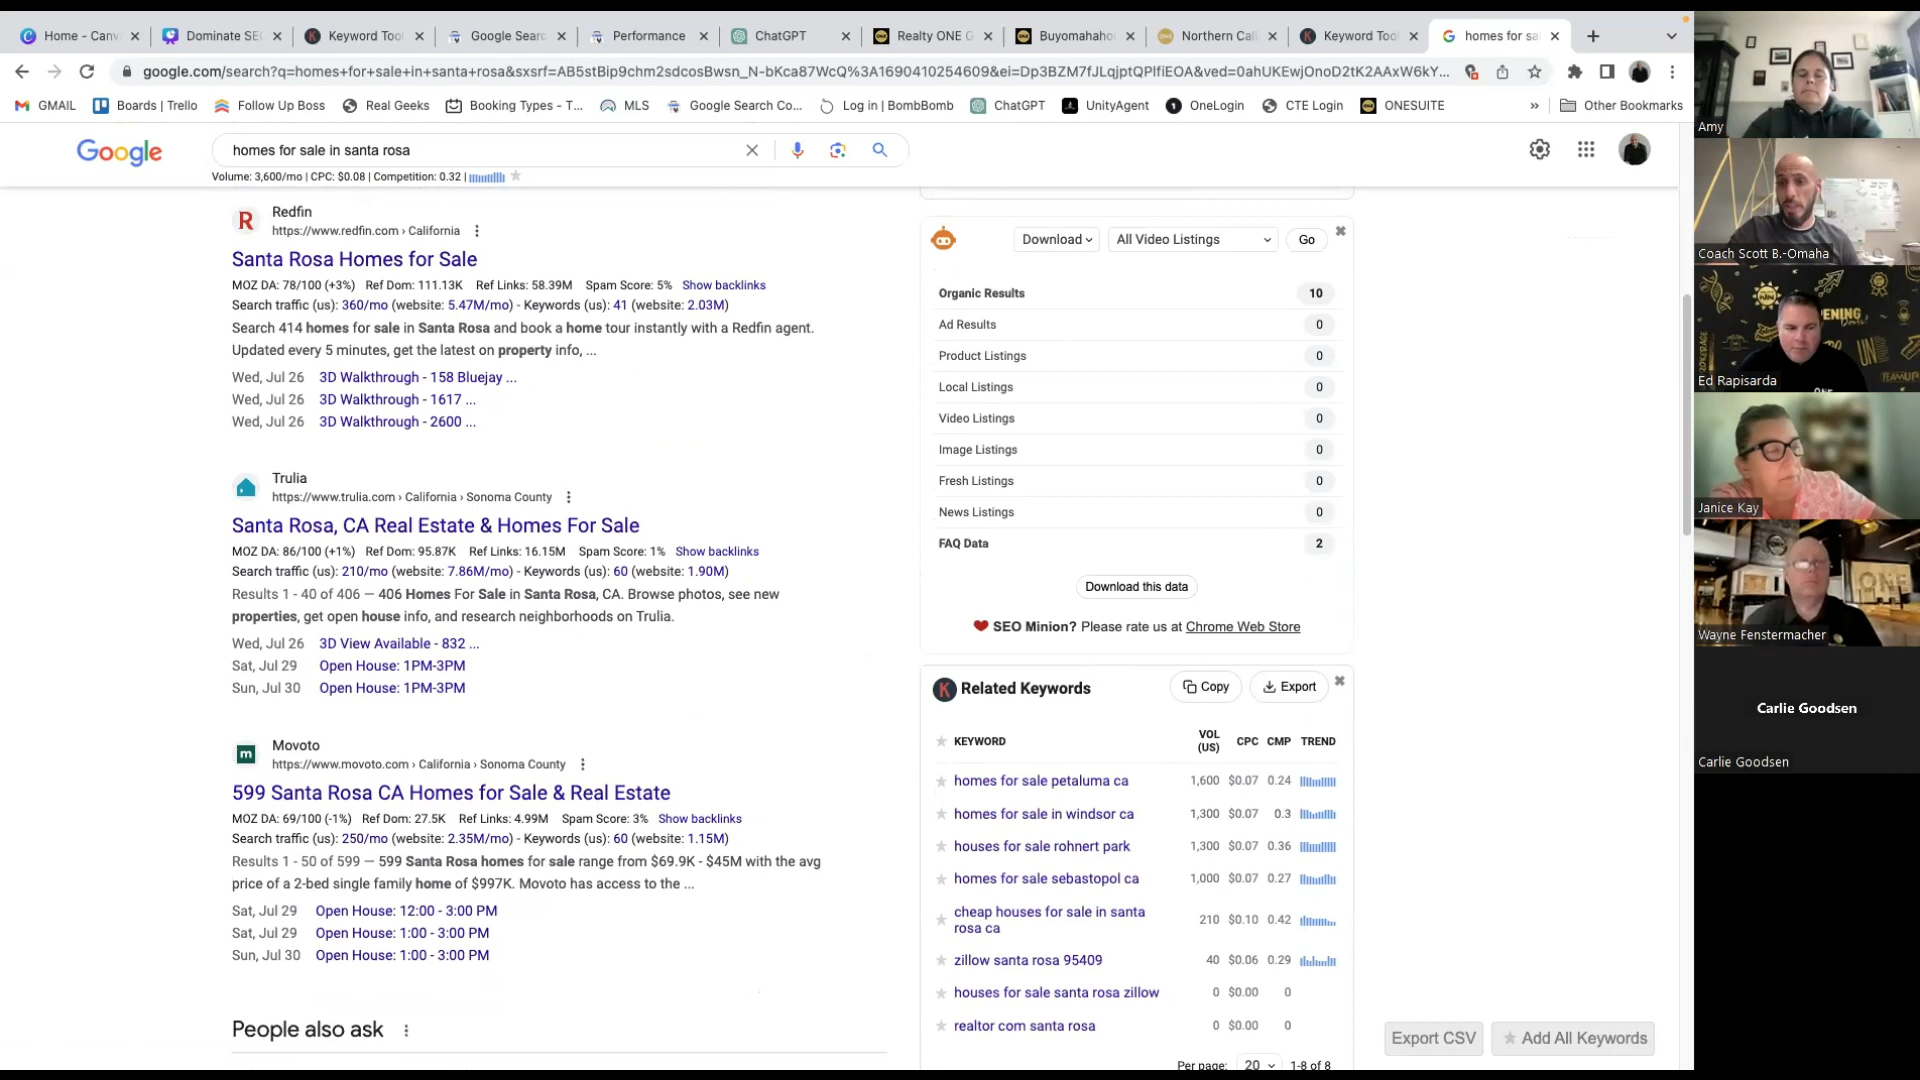 Home - Canv
Dominate SE
Keyword Too
Google Searc
Performance
ChatGPT
Realty ONE G
Buyomahaho
Northern Cali
Keyword Too
homes for sa
google.com/search?q=homes+for+sale+in+santa+rosa&sxsrf=AB5stBip9chm2sdcosBwsn_N-bKca87WcQ%3A1690410254609&ei=Dp3BZM7fJLqjptQPIfiEOA&ved=0ahUKEwjOnoD2tK2AAxW6kY...
GMAIL
Boards | Trello
Follow Up Boss
Real Geeks
Booking Types - T...
MLS
Google Search Co...
Log in | BombBomb
ChatGPT
UnityAgent
OneLogin
CTE Login
ONESUITE
»
Other Bookmarks
Google
homes for sale in santa rosa
Volume: 3,600/mo | CPC: $0.08 | Competition: 0.32 |
Redfin
https://www.redfin.com › California
Santa Rosa Homes for Sale
MOZ DA: 78/100 (+3%) Ref Dom: 111.13K Ref Links: 58.39M Spam Score: 5% Show backlinks
Search traffic (us): 360/mo (website: 5.47M/mo) - Keywords (us): 41 (website: 2.03M)
Search 414 homes for sale in Santa Rosa and book a home tour instantly with a Redfin agent.
Updated every 5 minutes, get the latest on property info, ...
Wed, Jul 26 3D Walkthrough - 158 Bluejay ...
Wed, Jul 26 3D Walkthrough - 1617 ...
Wed, Jul 26 3D Walkthrough - 2600 ...
Trulia
https://www.trulia.com › California › Sonoma County
Santa Rosa, CA Real Estate & Homes For Sale
MOZ DA: 86/100 (+1%) Ref Dom: 95.87K Ref Links: 16.15M Spam Score: 1% Show backlinks
Search traffic (us): 210/mo (website: 7.86M/mo) - Keywords (us): 60 (website: 1.90M)
Results 1 - 40 of 406 — 406 Homes For Sale in Santa Rosa, CA. Browse photos, see new
properties, get open house info, and research neighborhoods on Trulia.
Wed, Jul 26 3D View Available - 832 ...
Sat, Jul 29 Open House: 1PM-3PM
Sun, Jul 30 Open House: 1PM-3PM
Movoto
https://www.movoto.com › California › Sonoma County
599 Santa Rosa CA Homes for Sale & Real Estate
MOZ DA: 69/100 (-1%) Ref Dom: 27.5K Ref Links: 4.99M Spam Score: 3% Show backlinks
Search traffic (us): 250/mo (website: 2.35M/mo) - Keywords (us): 60 (website: 1.15M)
Results 1 - 50 of 599 — 599 Santa Rosa homes for sale range from $69.9K - $45M with the avg
price of a 2-bed single family home of $997K. Movoto has access to the ...
Sat, Jul 29 Open House: 12:00 - 3:00 PM
Sat, Jul 29 Open House: 1:00 - 3:00 PM
Sun, Jul 30 Open House: 1:00 - 3:00 PM
People also ask
Download
All Video Listings
Go
Organic Results 10
Ad Results 0
Product Listings 0
Local Listings 0
Video Listings 0
Image Listings 0
Fresh Listings 0
News Listings 0
FAQ Data 2
Download this data
SEO Minion? Please rate us at Chrome Web Store
Related Keywords
Copy
Export
KEYWORD VOL (US) CPC CMP TREND
homes for sale petaluma ca 1,600 $0.07 0.24
homes for sale in windsor ca 1,300 $0.07 0.3
houses for sale rohnert park 1,300 $0.07 0.36
homes for sale sebastopol ca 1,000 $0.07 0.27
cheap houses for sale in santa
rosa ca 210 $0.10 0.42
zillow santa rosa 95409 40 $0.06 0.29
houses for sale santa rosa zillow 0 $0.00 0
realtor com santa rosa 0 $0.00 0
Per page: 20 1-8 of 8
Export CSV
Add All Keywords
Amy
Coach Scott B.-Omaha
Ed Rapisarda
Janice Kay
Wayne Fenstermacher
Carlie Goodsen
Carlie Goodsen